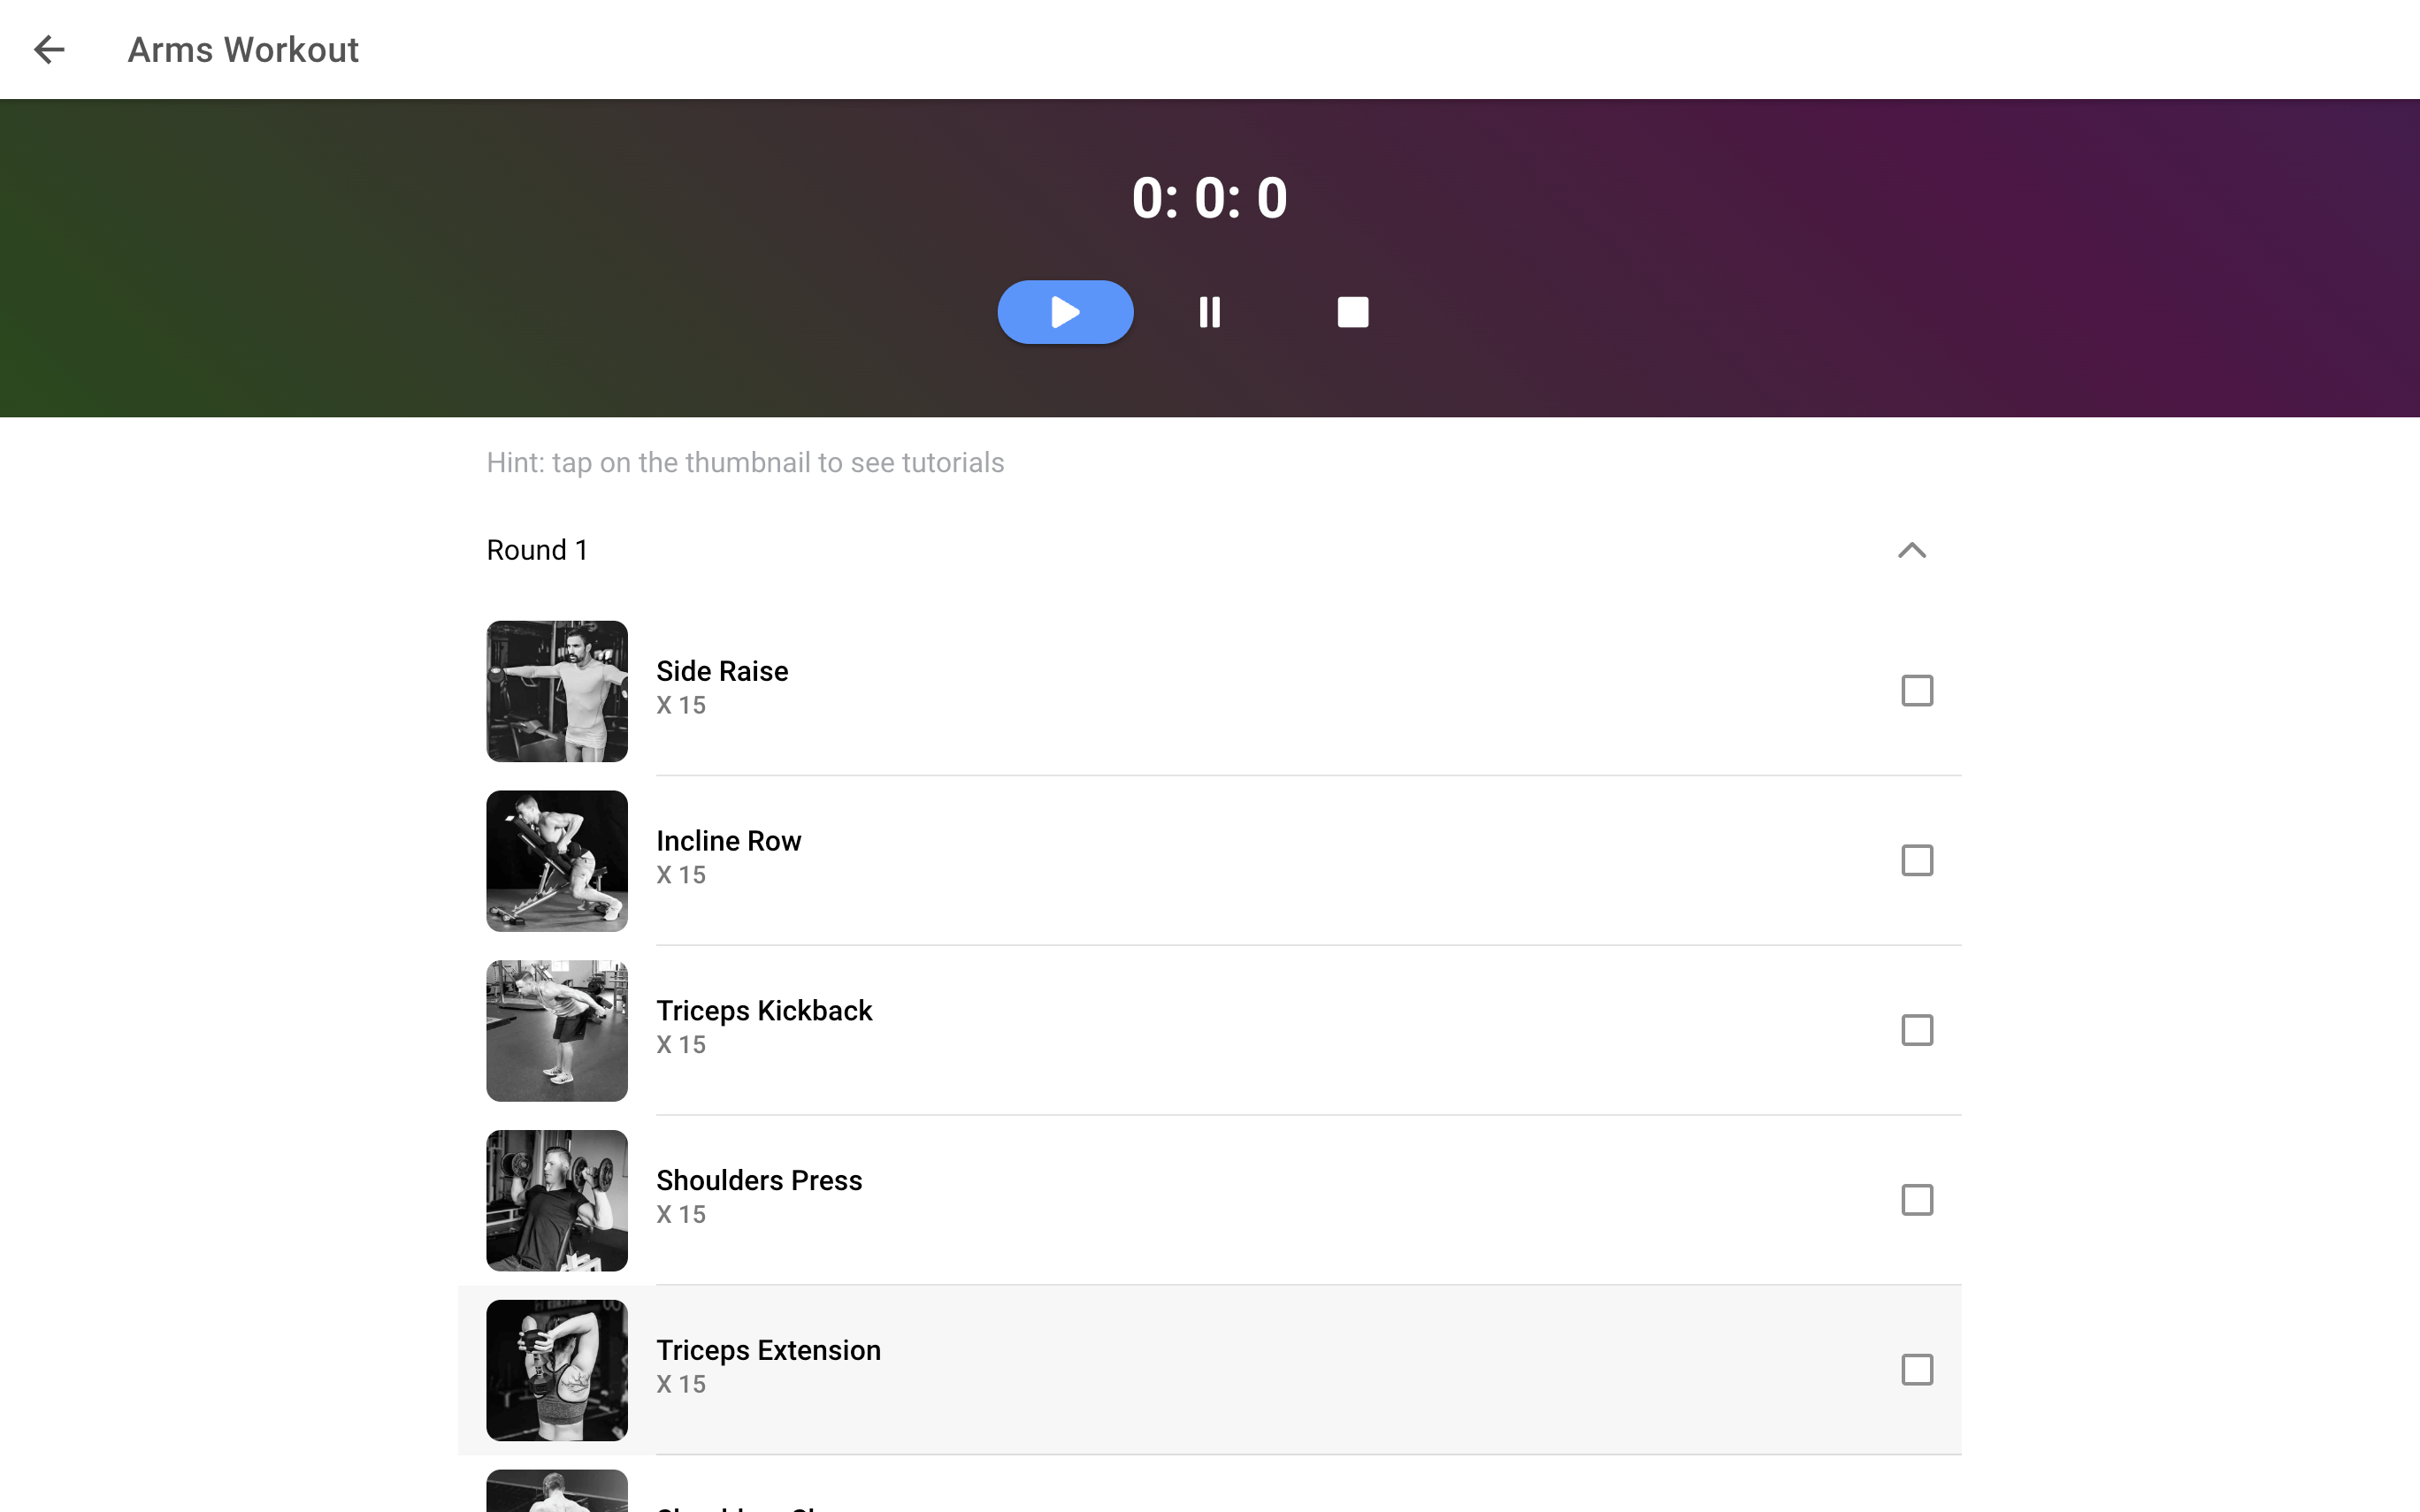 Arms Workout
0: 0: 0
Hint: tap on the thumbnail to see tutorials
Round 1
Side Raise
X 15
Incline Row
X 15
Triceps Kickback
X 15
Shoulders Press
X 15
Triceps Extension
X 15